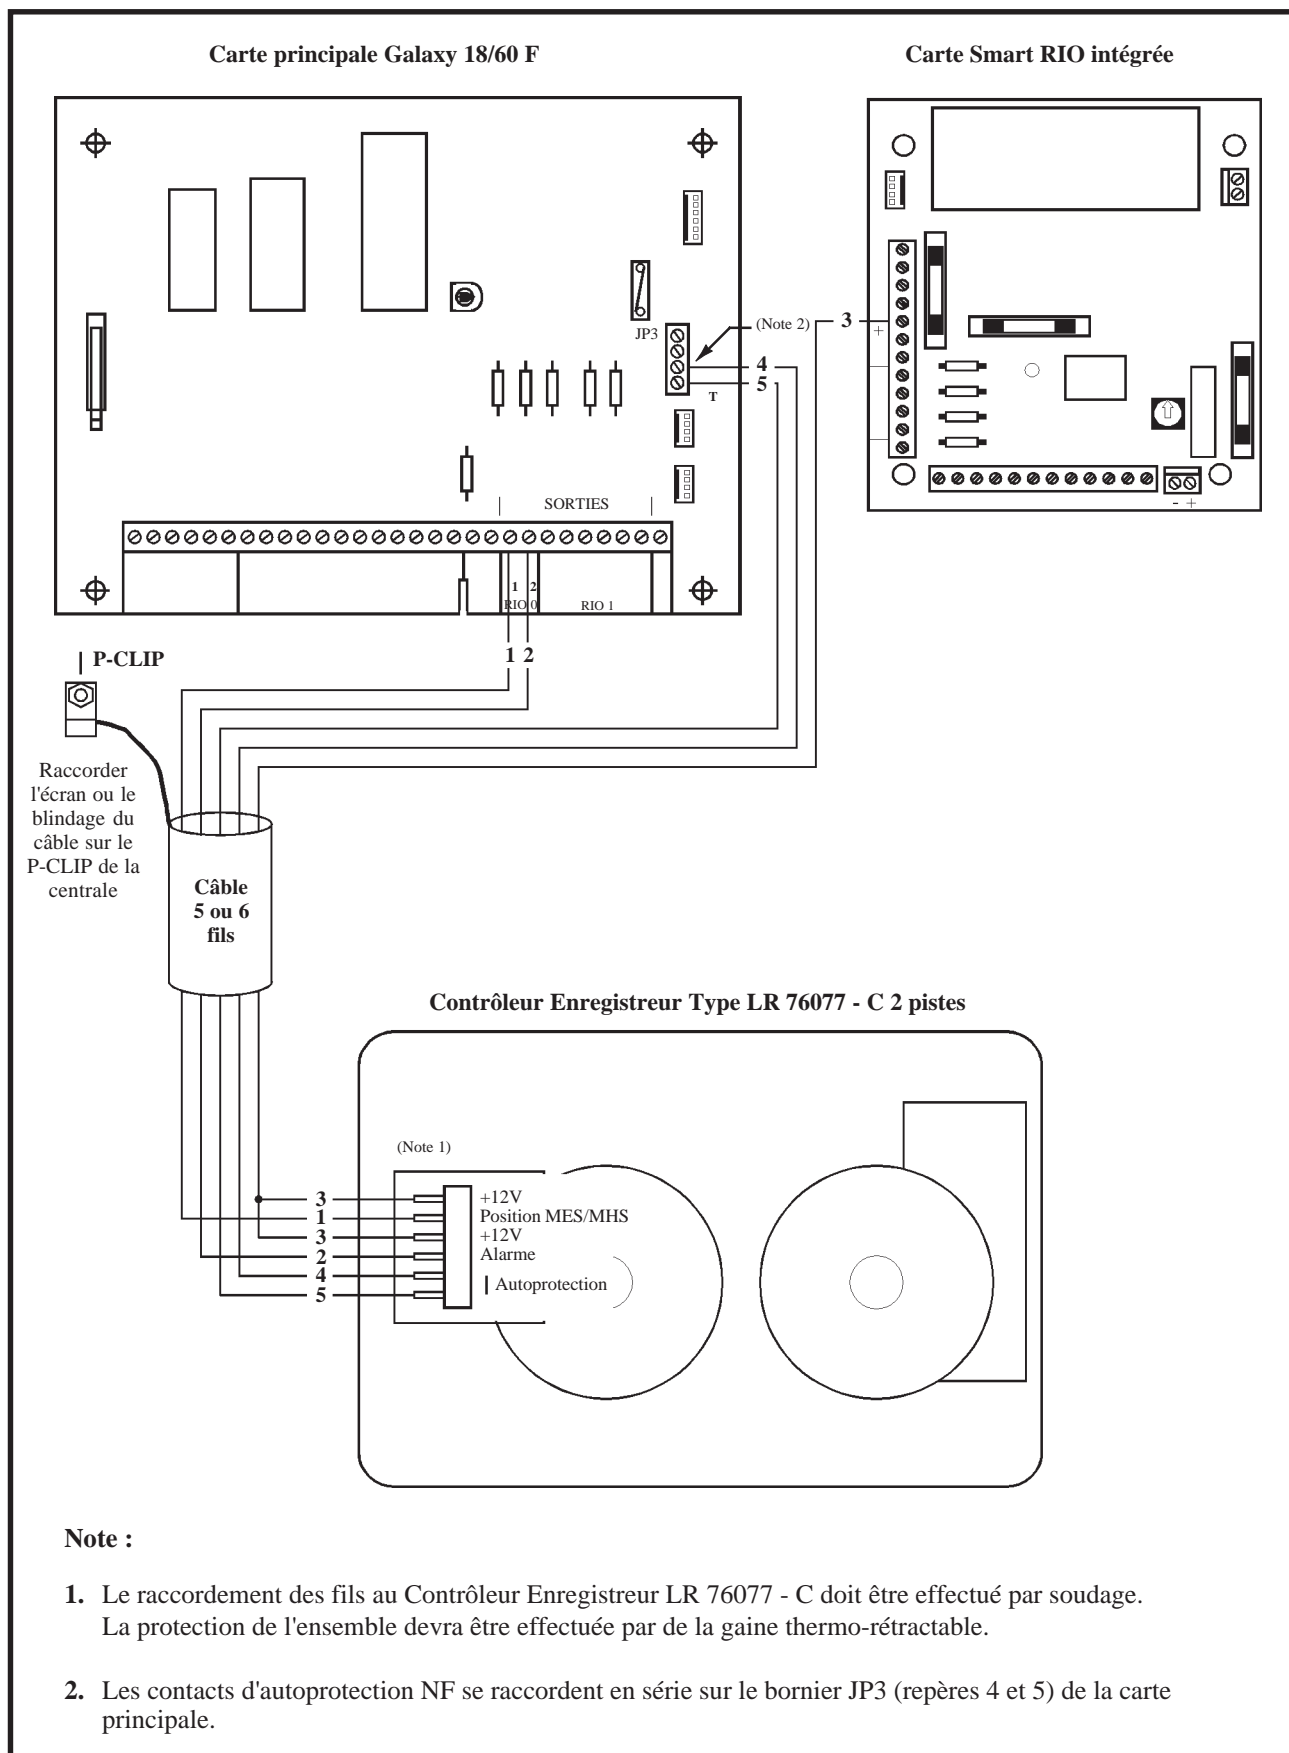 Carte principale Galaxy 18/60 F
Carte Smart RIO intégrée
JP3
(Note 2)
3
+
4
5
T
SORTIES
- +
1 2
RIO 0
RIO 1
1 2
P-CLIP
Raccorder
l'écran ou le
blindage du
câble sur le
P-CLIP de la
centrale
Câble
5 ou 6
fils
Contrôleur Enregistreur Type LR 76077 - C 2 pistes
(Note 1)
3 +12V
1 Position MES/MHS
3 +12V
2 Alarme
4
Autoprotection
5
Note :
1. Le raccordement des fils au Contrôleur Enregistreur LR 76077 - C doit être effectué par soudage.
La protection de l'ensemble devra être effectuée par de la gaine thermo-rétractable.
2. Les contacts d'autoprotection NF se raccordent en série sur le bornier JP3 (repères 4 et 5) de la carte
principale.